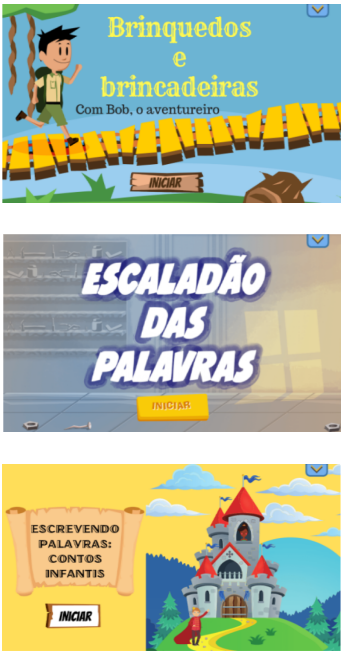 Brinquedos
e
brincadeiras
Com Bob, o aventureiro
INICIAR
ESCALADÃO
DAS
PALAVRAS
INICIAR
ESCREVENDO
PALAVRAS:
CONTOS
INFANTIS
INICIAR